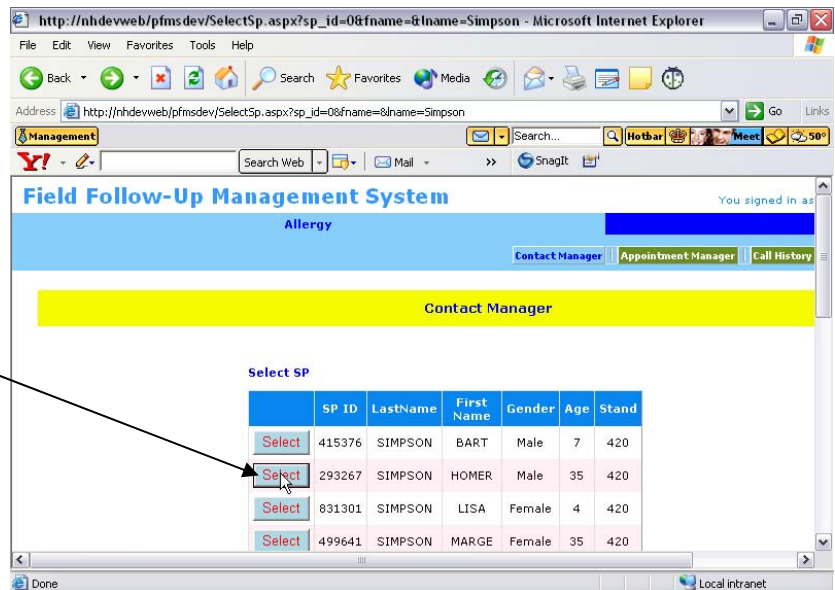 http://nhdevweb/pfmsdev/SelectSp.aspx?sp_id=0&fname=&lname=Simpson - Microsoft Internet Explorer
File Edit View Favorites Tools Help
Back Search Favorites Media
Address http://nhdevweb/pfmsdev/SelectSp.aspx?sp_id=0&fname=&lname=Simpson Go Links
Management Search... Hotbar Meet 50°
Y! Search Web Mail >> SnagIt
Field Follow-Up Management System You signed in as
Allergy
Contact Manager Appointment Manager Call History
Contact Manager
Select SP
SP ID LastName First Name Gender Age Stand
Select 415376 SIMPSON BART Male 7 420
Select 293267 SIMPSON HOMER Male 35 420
Select 831301 SIMPSON LISA Female 4 420
Select 499641 SIMPSON MARGE Female 35 420
Done Local intranet